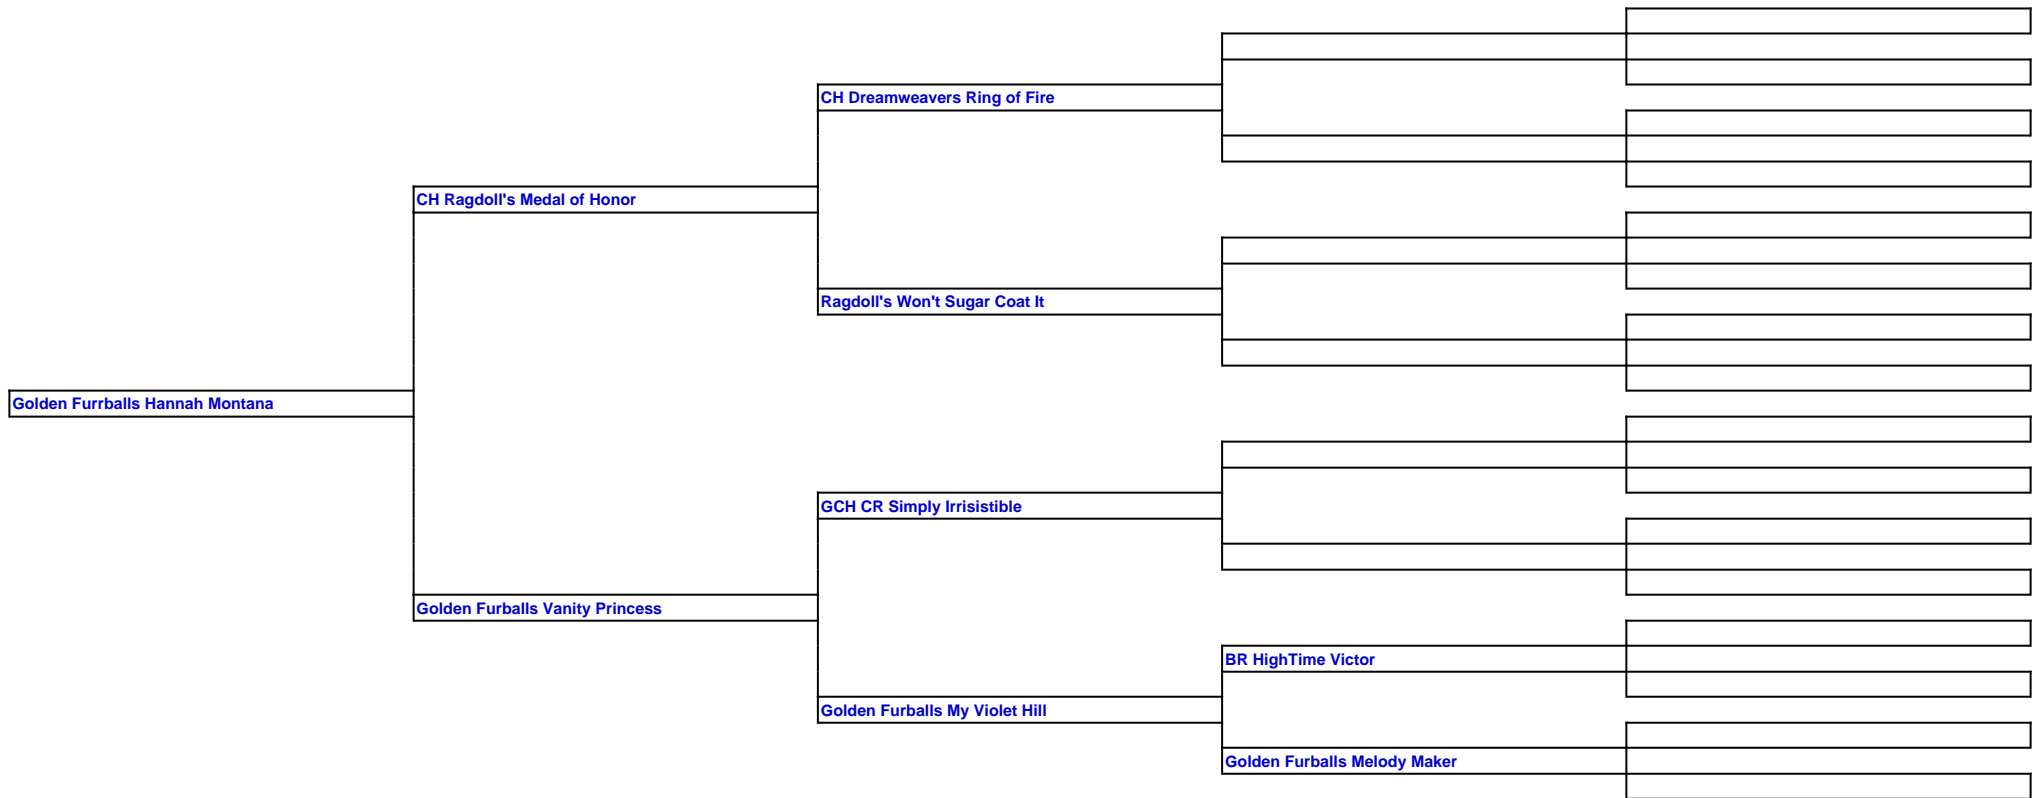 CH Dreamweavers Ring of Fire
CH Ragdoll's Medal of Honor
Ragdoll's Won't Sugar Coat It
Golden Furrballs Hannah Montana
GCH CR Simply Irrisistible
Golden Furballs Vanity Princess
BR HighTime Victor
Golden Furballs My Violet Hill
Golden Furballs Melody Maker